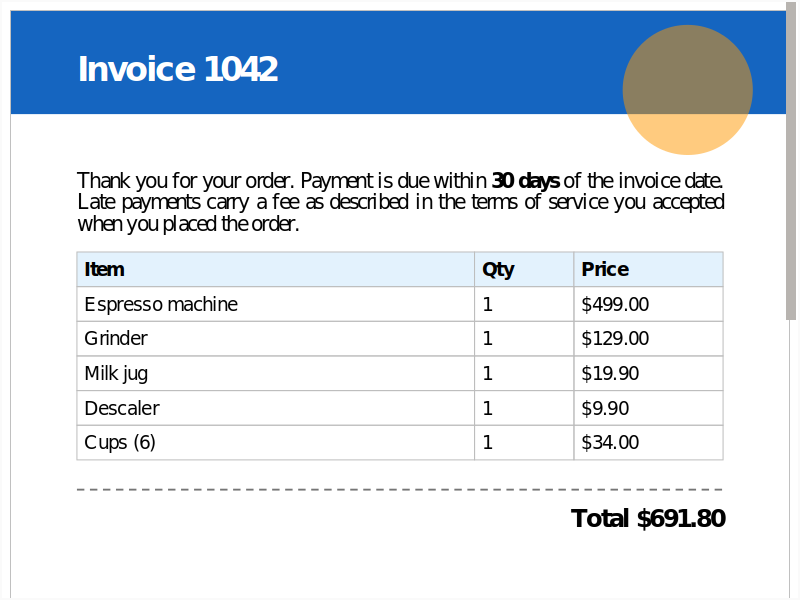 Invoice 1042
Thank you for your order. Payment is due within 30 days of the invoice date.
Late payments carry a fee as described in the terms of service you accepted
when you placed the order.
Item Qty Price
Espresso machine 1 $499.00
Grinder 1 $129.00
Milk jug 1 $19.90
Descaler 1 $9.90
Cups (6) 1 $34.00
Total $691.80